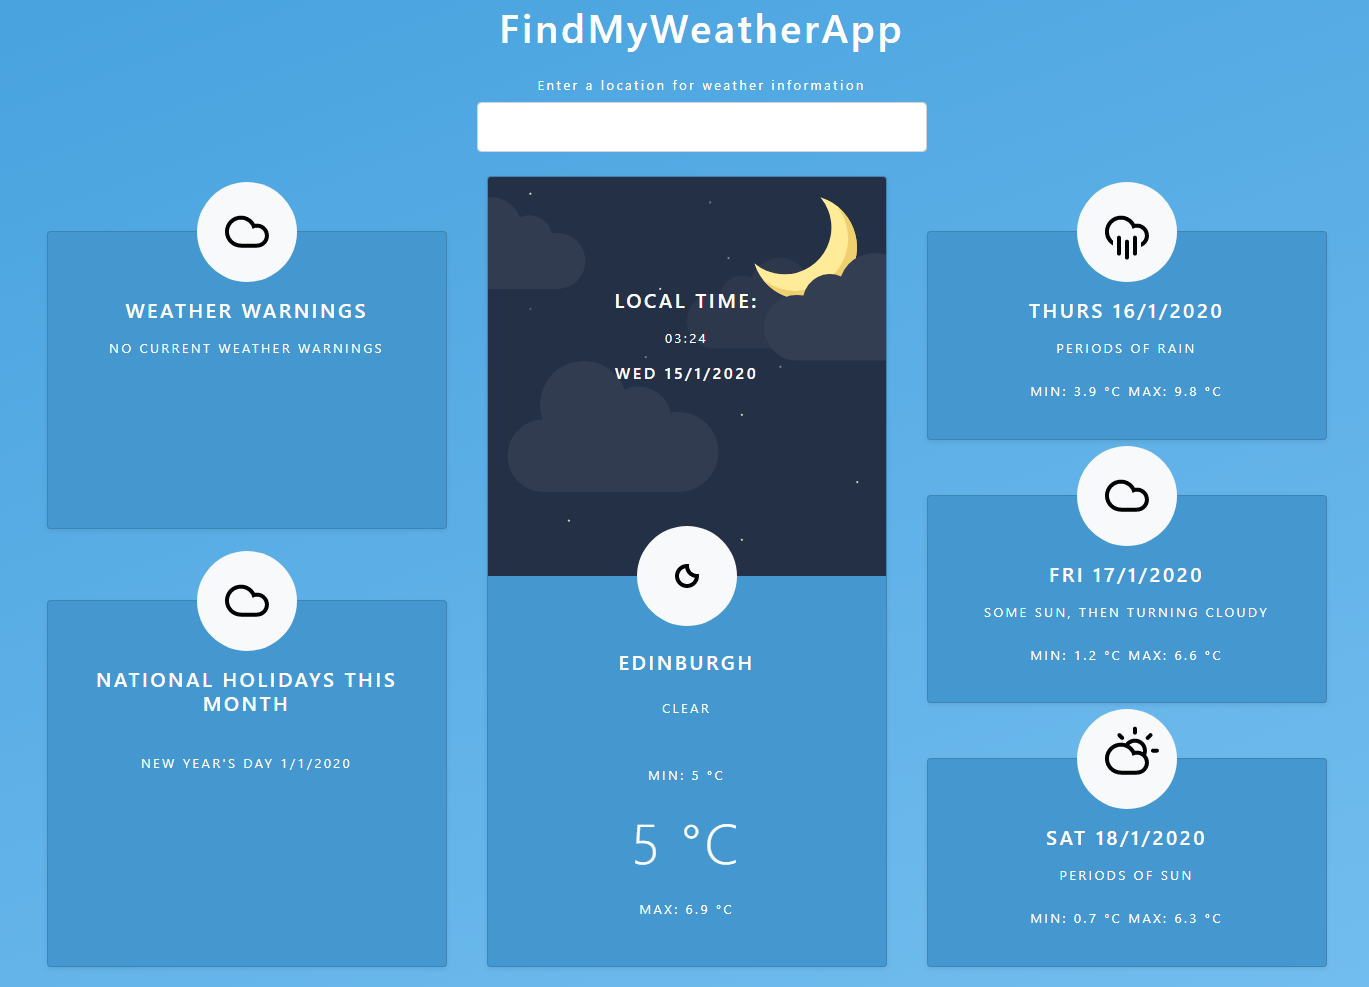 FindMyWeatherApp
Enter a location for weather information
WEATHER WARNINGS
NO CURRENT WEATHER WARNINGS
NATIONAL HOLIDAYS THIS
MONTH
NEW YEAR'S DAY 1/1/2020
LOCAL TIME:
03:24
WED 15/1/2020
EDINBURGH
CLEAR
MIN: 5 °C
5 °C
MAX: 6.9 °C
THURS 16/1/2020
PERIODS OF RAIN
MIN: 3.9 °C MAX: 9.8 °C
FRI 17/1/2020
SOME SUN, THEN TURNING CLOUDY
MIN: 1.2 °C MAX: 6.6 °C
SAT 18/1/2020
PERIODS OF SUN
MIN: 0.7 °C MAX: 6.3 °C